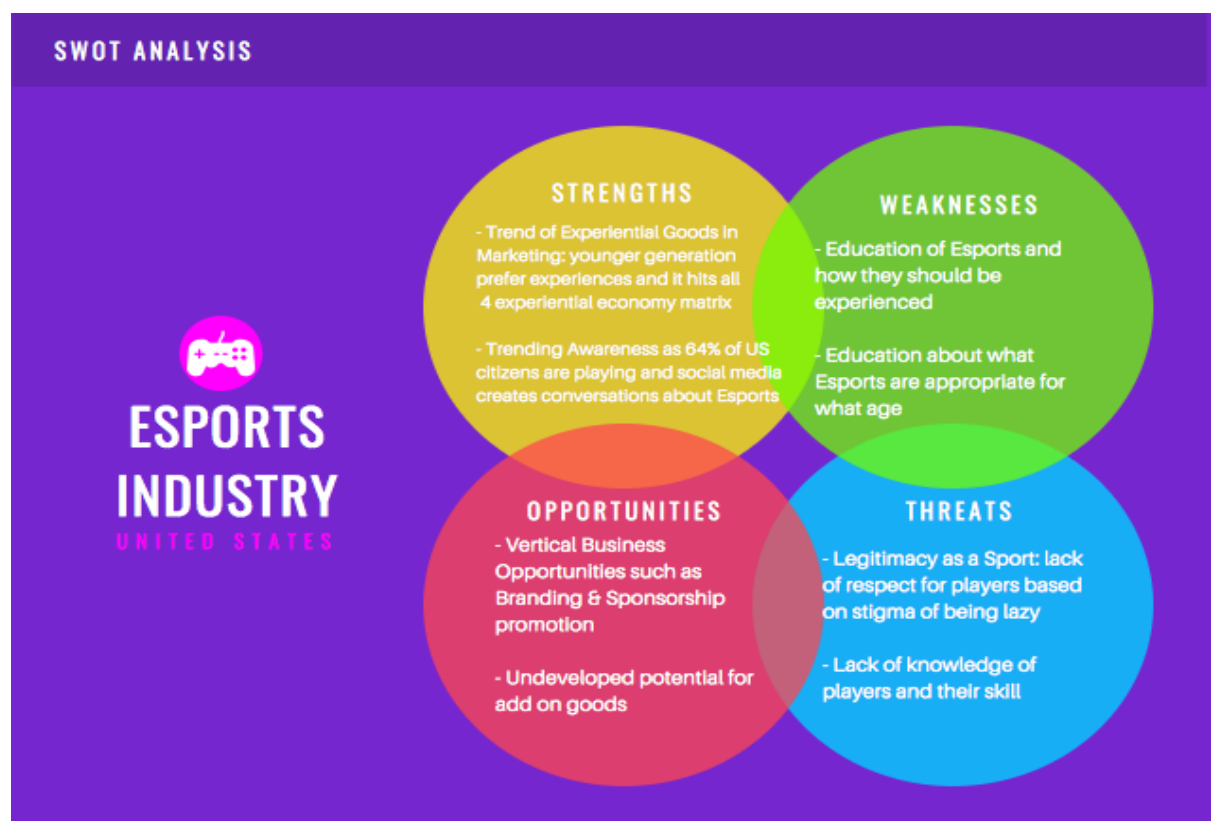 SWOT ANALYSIS
ESPORTS
INDUSTRY
UNITED STATES
STRENGTHS
- Trend of Experiential Goods in
Marketing: younger generation
prefer experiences and it hits all
4 experiential economy matrix
- Trending Awareness as 64% of US
citizens are playing and social media
creates conversations about Esports
WEAKNESSES
- Education of Esports and
how they should be
experienced
- Education about what
Esports are appropriate for
what age
OPPORTUNITIES
- Vertical Business
Opportunities such as
Branding & Sponsorship
promotion
- Undeveloped potential for
add on goods
THREATS
- Legitimacy as a Sport: lack
of respect for players based
on stigma of being lazy
- Lack of knowledge of
players and their skill